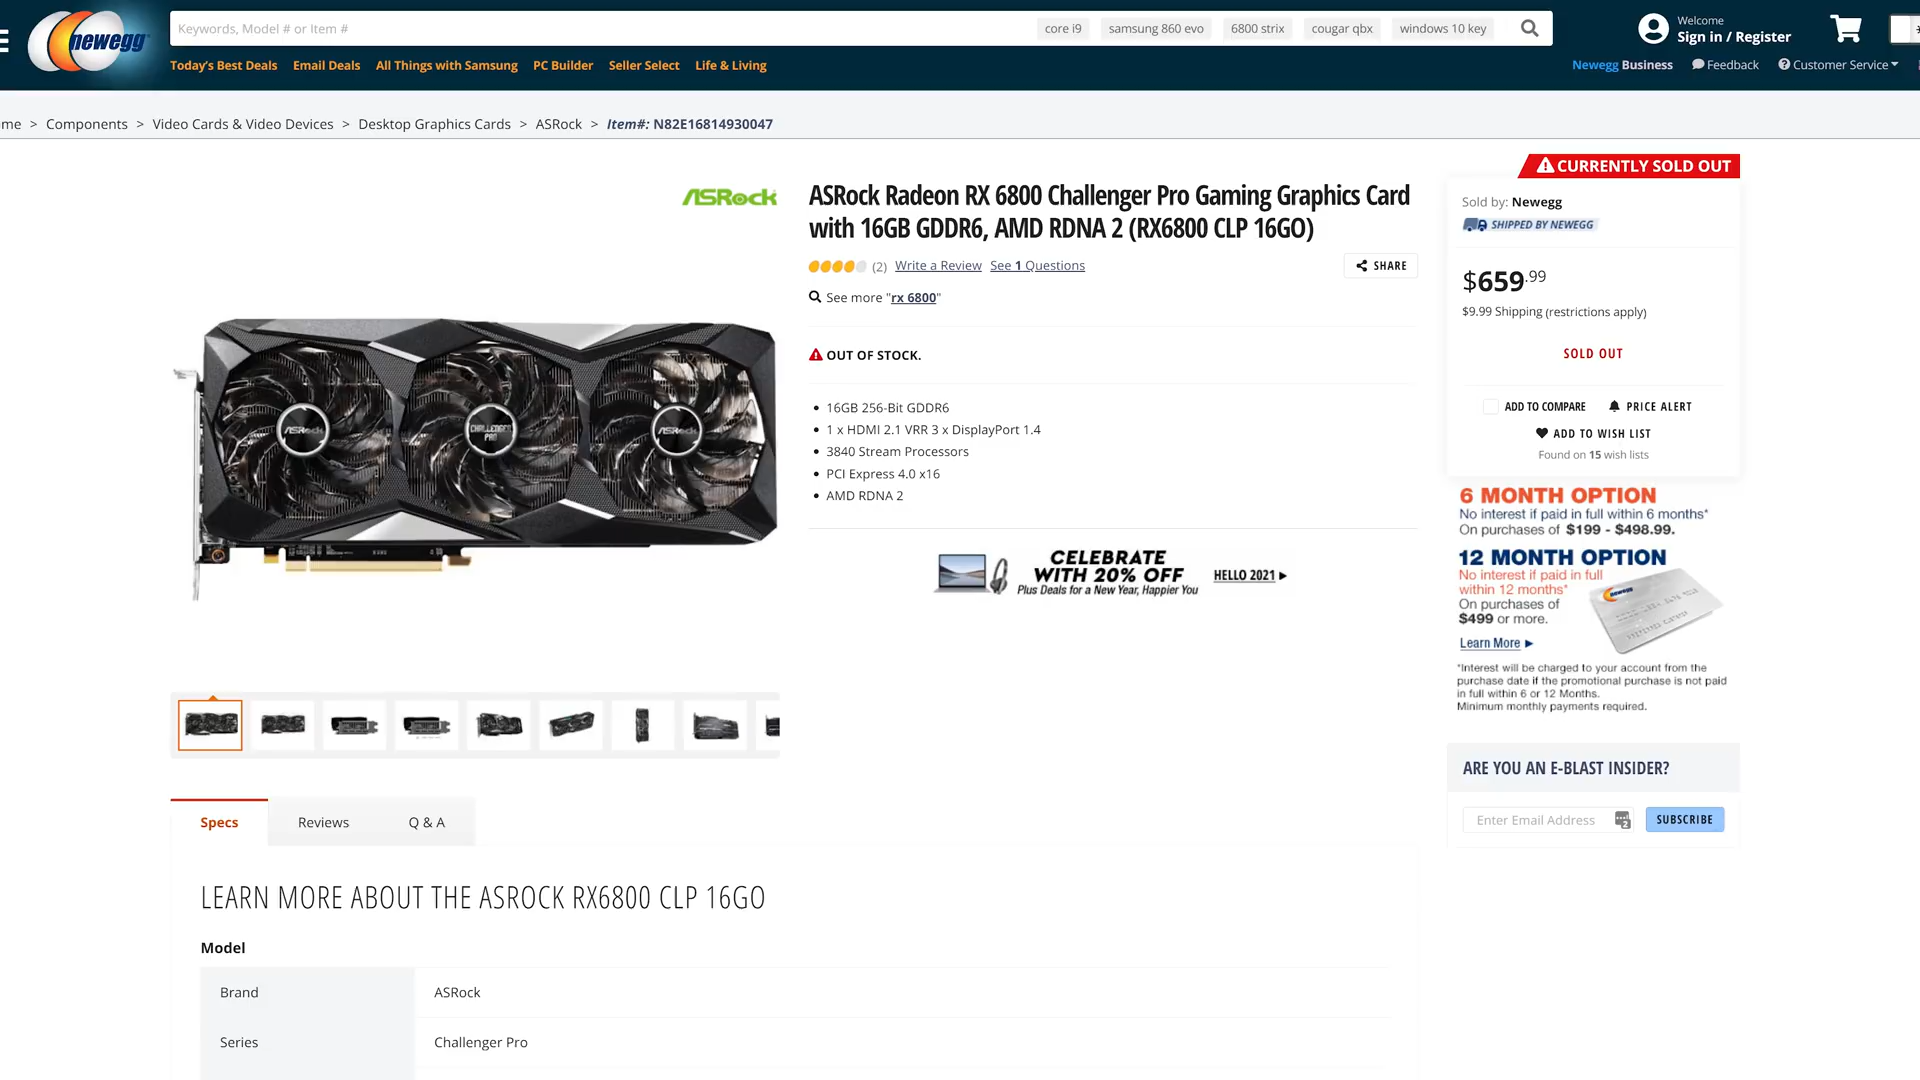 newegg
Keywords, Model # or Item #
core i9
samsung 860 evo
6800 strix
cougar qbx
windows 10 key
Welcome
Sign in / Register
Today's Best Deals
Email Deals
All Things with Samsung
PC Builder
Seller Select
Life & Living
Newegg Business
Feedback
Customer Service
me > Components > Video Cards & Video Devices > Desktop Graphics Cards > ASRock > Item#: N82E16814930047
ASRock
ASRock
CHALLENGER
PRO
ASRock
ASRock Radeon RX 6800 Challenger Pro Gaming Graphics Card
with 16GB GDDR6, AMD RDNA 2 (RX6800 CLP 16GO)
(2) Write a Review See 1 Questions
SHARE
See more "rx 6800"
OUT OF STOCK.
16GB 256-Bit GDDR6
1 x HDMI 2.1 VRR 3 x DisplayPort 1.4
3840 Stream Processors
PCI Express 4.0 x16
AMD RDNA 2
CELEBRATE
WITH 20% OFF
Plus Deals for a New Year, Happier You
HELLO 2021
CURRENTLY SOLD OUT
Sold by: Newegg
SHIPPED BY NEWEGG
$659.99
$9.99 Shipping (restrictions apply)
SOLD OUT
ADD TO COMPARE
PRICE ALERT
ADD TO WISH LIST
Found on 15 wish lists
6 MONTH OPTION
No interest if paid in full within 6 months*
On purchases of $199 - $498.99.
12 MONTH OPTION
No interest if paid in full
within 12 months*
On purchases of
$499 or more.
newegg
Learn More
*Interest will be charged to your account from the
purchase date if the promotional purchase is not paid
in full within 6 or 12 Months.
Minimum monthly payments required.
ARE YOU AN E-BLAST INSIDER?
Enter Email Address
2
SUBSCRIBE
Specs
Reviews
Q & A
LEARN MORE ABOUT THE ASROCK RX6800 CLP 16GO
Model
Brand
ASRock
Series
Challenger Pro